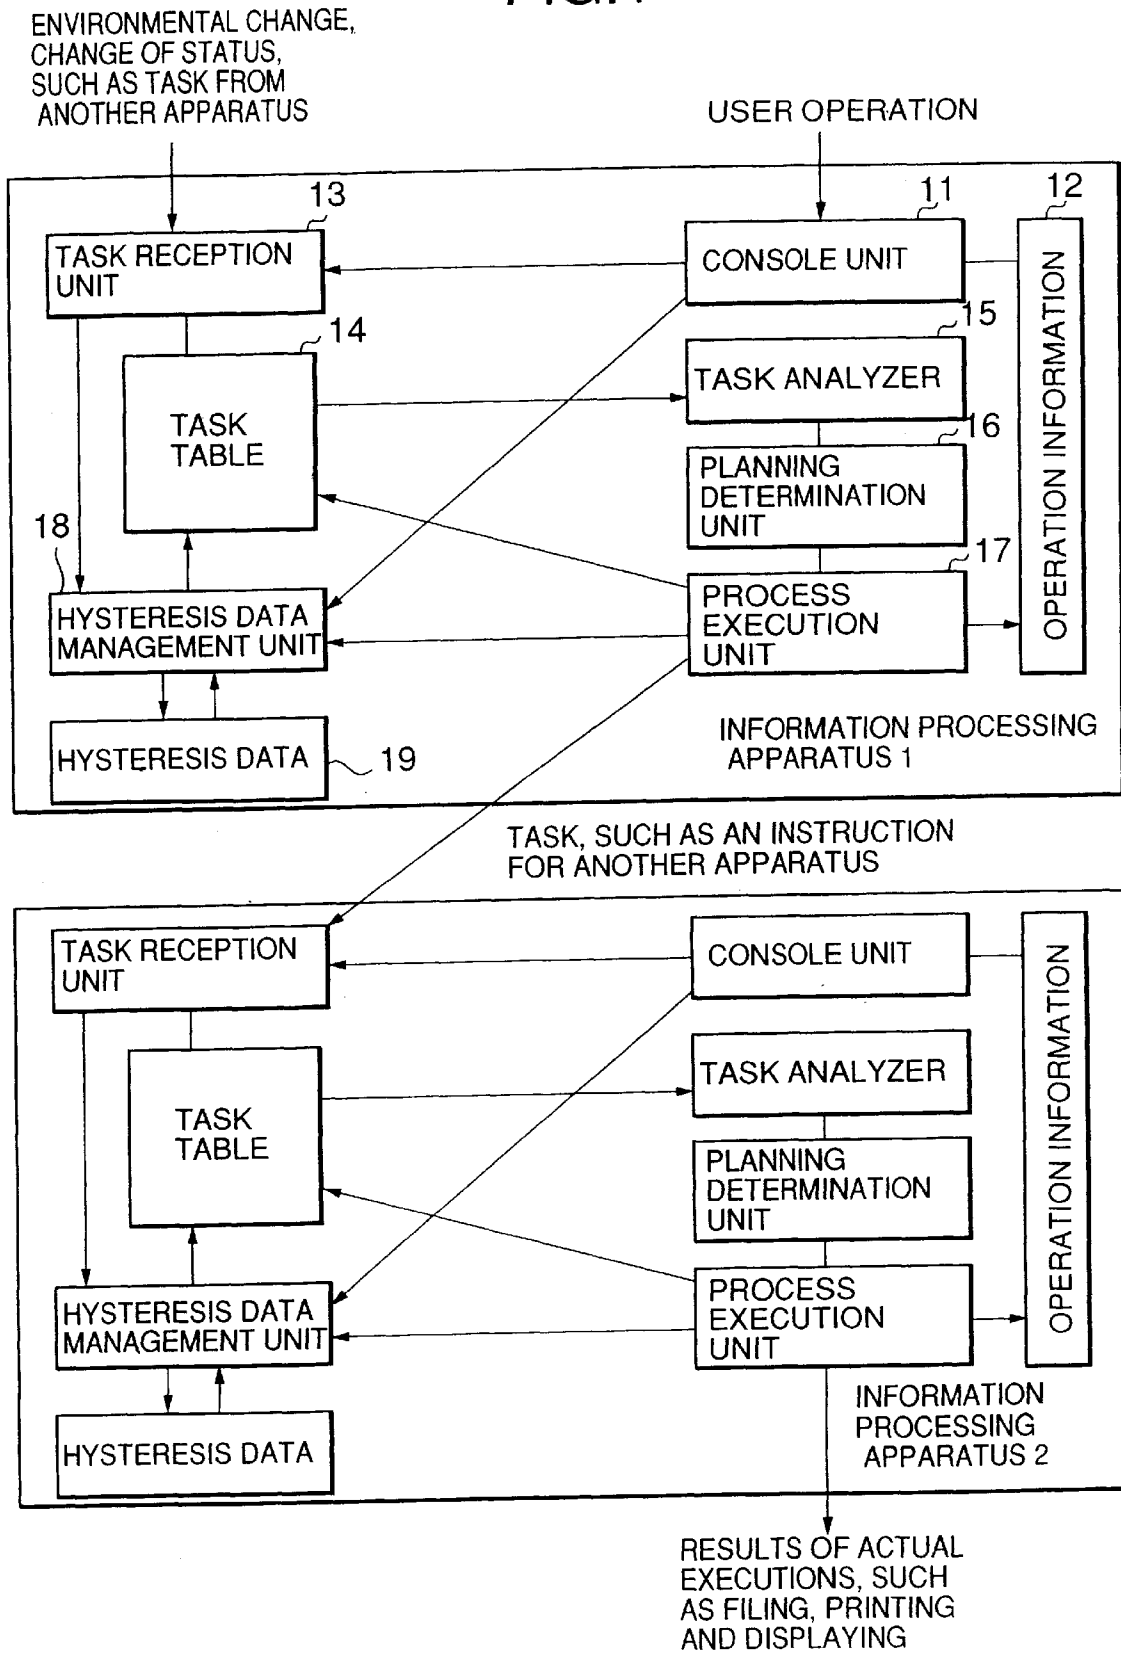 ENVIRONMENTAL CHANGE,
CHANGE OF STATUS,
SUCH AS TASK FROM
ANOTHER APPARATUS
USER OPERATION
13
11
12
TASK RECEPTION
UNIT
CONSOLE UNIT
OPERATION INFORMATION
14
15
TASK
TABLE
TASK ANALYZER
16
PLANNING
DETERMINATION
UNIT
18
17
HYSTERESIS DATA
MANAGEMENT UNIT
PROCESS
EXECUTION
UNIT
HYSTERESIS DATA
19
INFORMATION PROCESSING
APPARATUS 1
TASK, SUCH AS AN INSTRUCTION
FOR ANOTHER APPARATUS
TASK RECEPTION
UNIT
CONSOLE UNIT
OPERATION INFORMATION
TASK
TABLE
TASK ANALYZER
PLANNING
DETERMINATION
UNIT
HYSTERESIS DATA
MANAGEMENT UNIT
PROCESS
EXECUTION
UNIT
HYSTERESIS DATA
INFORMATION
PROCESSING
APPARATUS 2
RESULTS OF ACTUAL
EXECUTIONS, SUCH
AS FILING, PRINTING
AND DISPLAYING